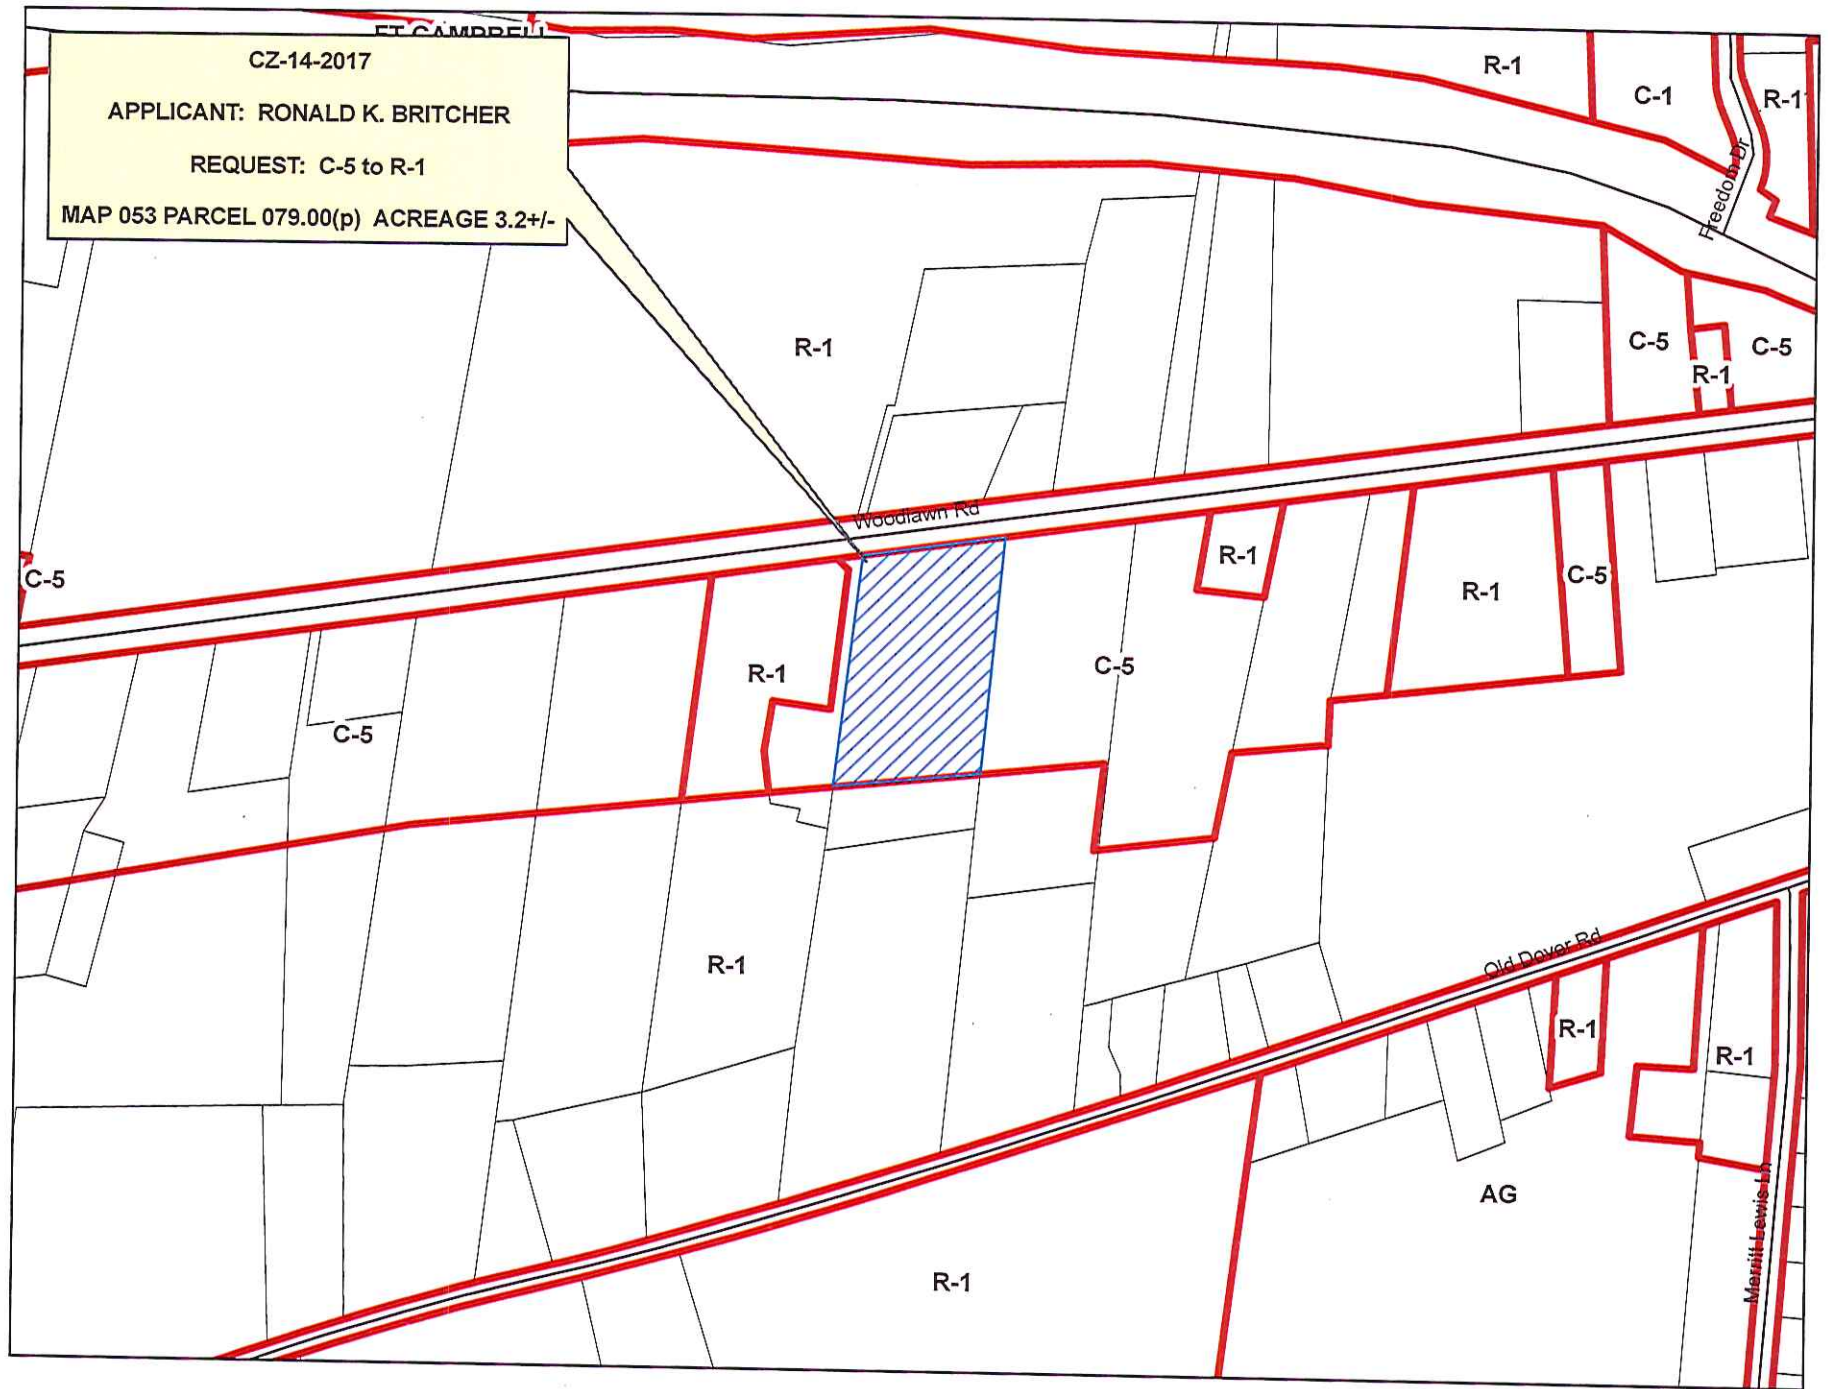 FT CAMPBELL
CZ-14-2017
APPLICANT: RONALD K. BRITCHER
REQUEST: C-5 to R-1
MAP 053 PARCEL 079.00(p) ACREAGE 3.2+/-
R-1
C-1
R-1
Freedom Dr
R-1
C-5
R-1
C-5
Woodlawn Rd
C-5
R-1
R-1
C-5
R-1
C-5
C-5
R-1
Old Dover Rd
R-1
R-1
AG
Merritt Lewis Ln
R-1